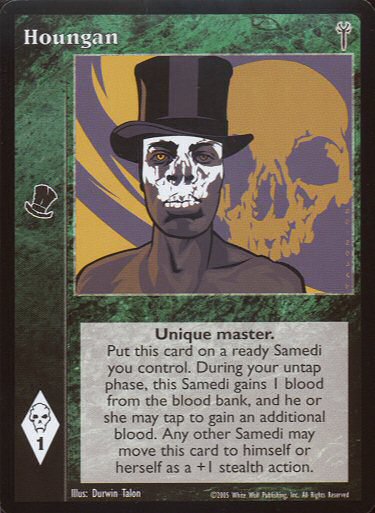 Houngan
Unique master.
Put this card on a ready Samedi
you control. During your untap
phase, this Samedi gains 1 blood
from the blood bank, and he or
she may tap to gain an additional
blood. Any other Samedi may
move this card to himself or
herself as a +1 stealth action.
1
Illus: Durwin Talon
©2005 White Wolf Publishing, Inc. All Rights Reserved